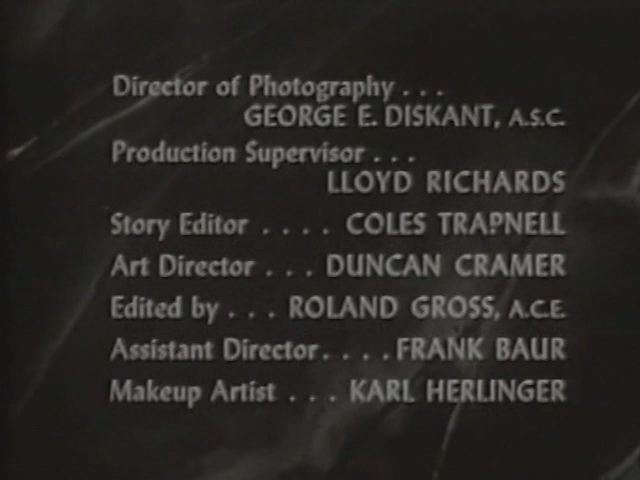 Director of Photography . . .
GEORGE E. DISKANT, A.S.C.
Production Supervisor . . .
LLOYD RICHARDS
Story Editor . . . . COLES TRAPNELL
Art Director . . . DUNCAN CRAMER
Edited by . . . ROLAND GROSS, A.C.E.
Assistant Director. . . . FRANK BAUR
Makeup Artist . . . KARL HERLINGER